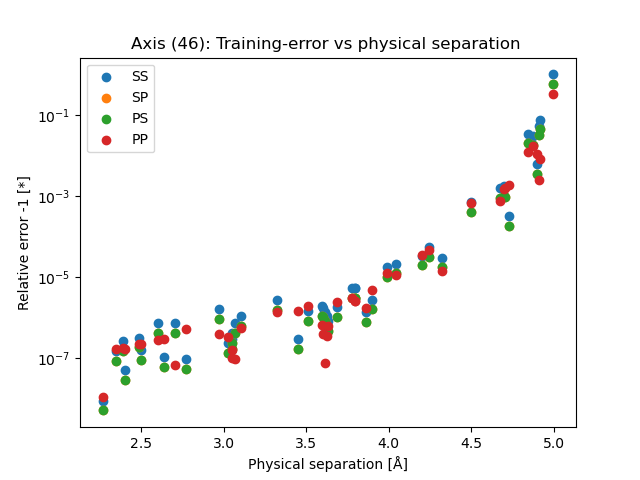 Axis (46): Training-error vs physical separation
SS
SP
PS
PP
10⁻¹
10⁻³
10⁻⁵
10⁻⁷
Relative error -1 [*]
2.5 3.0 3.5 4.0 4.5 5.0
Physical separation [Å]